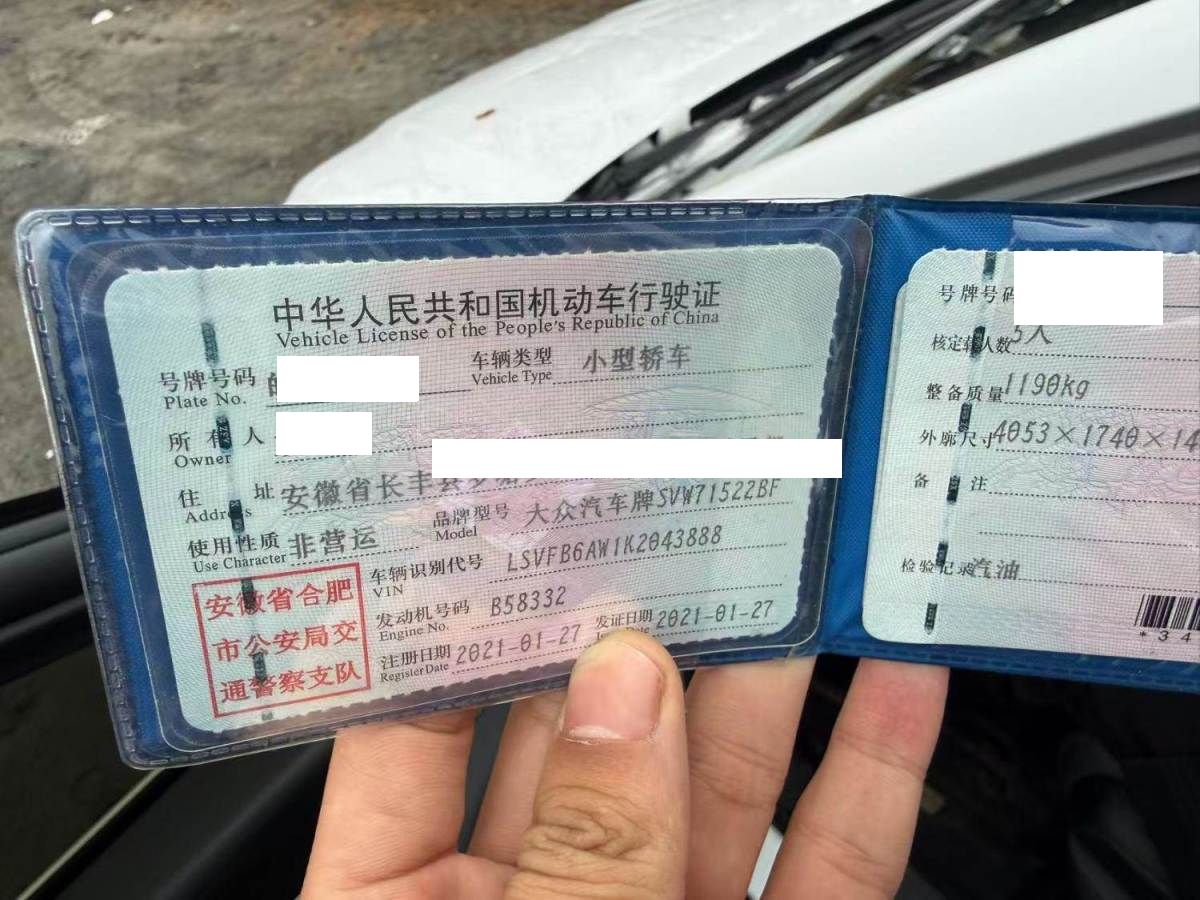 中华人民共和国机动车行驶证
Vehicle License of the People's Republic of China
号牌号码
Plate No.
车辆类型 小型轿车
Vehicle Type
所有人
Owner
住址 安徽省长丰县
Address
使用性质 非营运
Use Character
品牌型号 大众汽车牌SVW71522BF
Model
车辆识别代号 LSVFB6AW1K2043888
VIN
发动机号码 B58332
Engine No.
注册日期 2021-01-27
Register Date
发证日期 2021-01-27
安徽省合肥
市公安局交
通警察支队
号牌号码
核定载人数 5人
整备质量 1190kg
外廓尺寸 4053×1740×14
备注
检验记录 汽油
*34